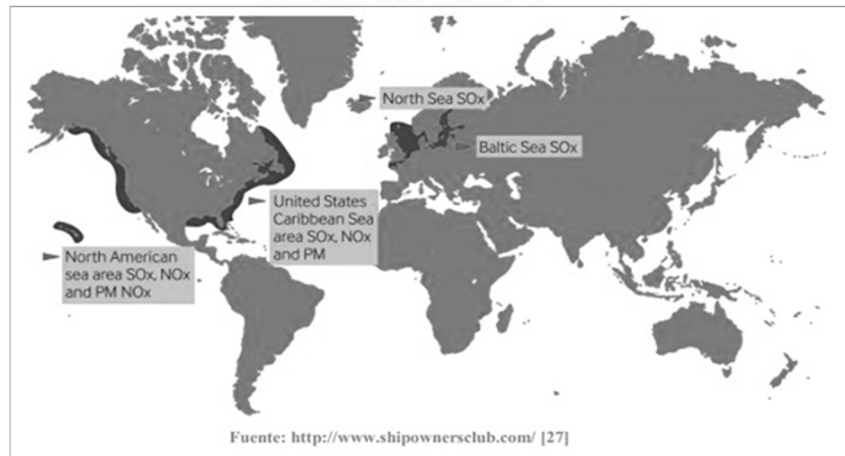 North Sea SOx
Baltic Sea SOx
United States
Caribbean Sea
area SOx, NOx
and PM
North American
sea area SOx, NOx
and PM NOx
Fuente: http://www.shipownersclub.com/ [27]